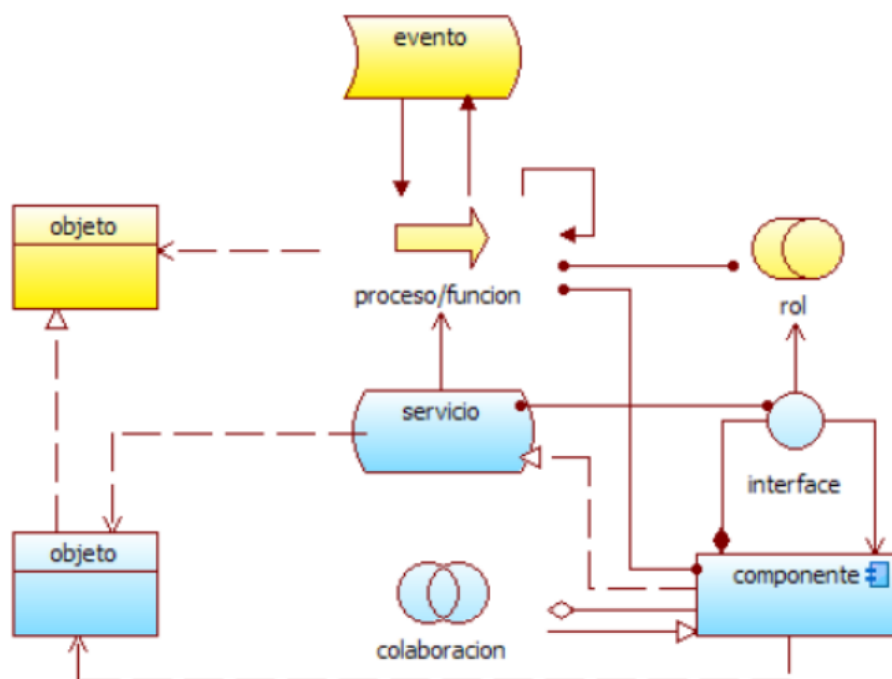 evento
objeto
proceso/funcion
rol
servicio
interface
objeto
componente
colaboracion